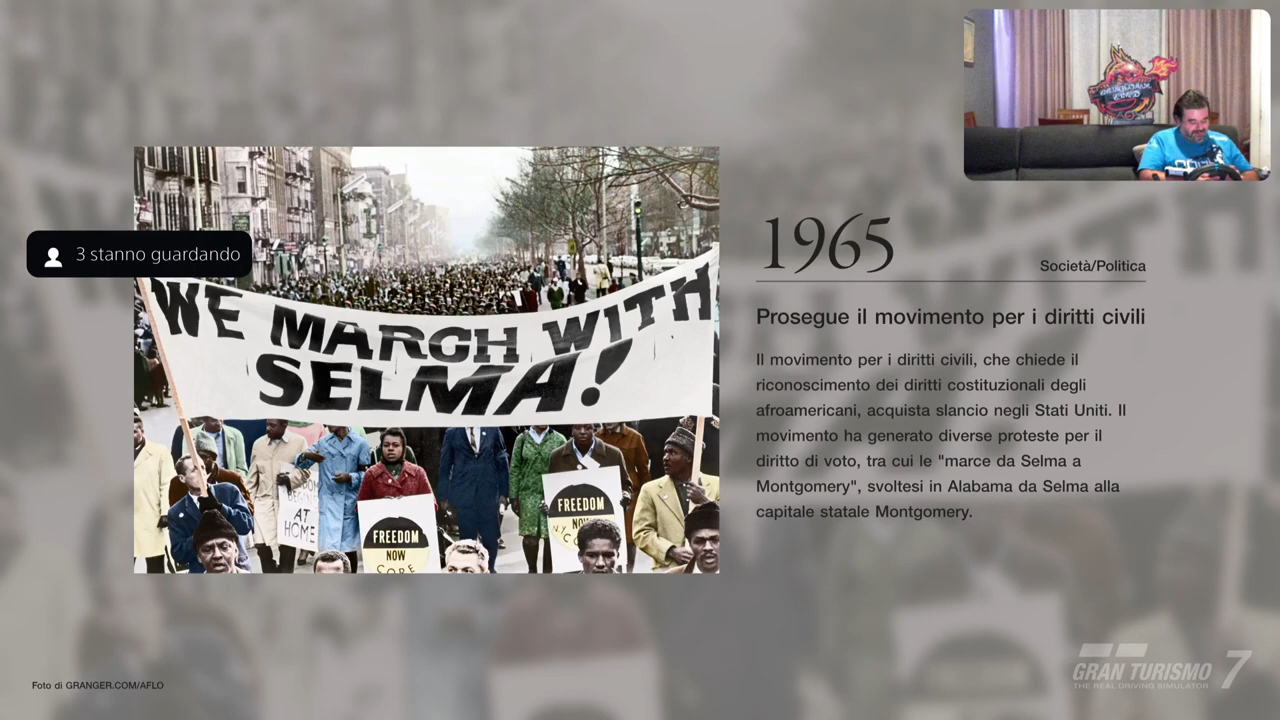 3 stanno guardando
WE MARCH WITH
SELMA!
AT
HOME
FREEDOM
NOW
CORE
FREEDOM
NOW
1965
Società/Politica
Prosegue il movimento per i diritti civili
Il movimento per i diritti civili, che chiede il
riconoscimento dei diritti costituzionali degli
afroamericani, acquista slancio negli Stati Uniti. Il
movimento ha generato diverse proteste per il
diritto di voto, tra cui le "marce da Selma a
Montgomery", svoltesi in Alabama da Selma alla
capitale statale Montgomery.
Foto di GRANGER.COM/AFLO
GRAN TURISMO 7
THE REAL DRIVING SIMULATOR